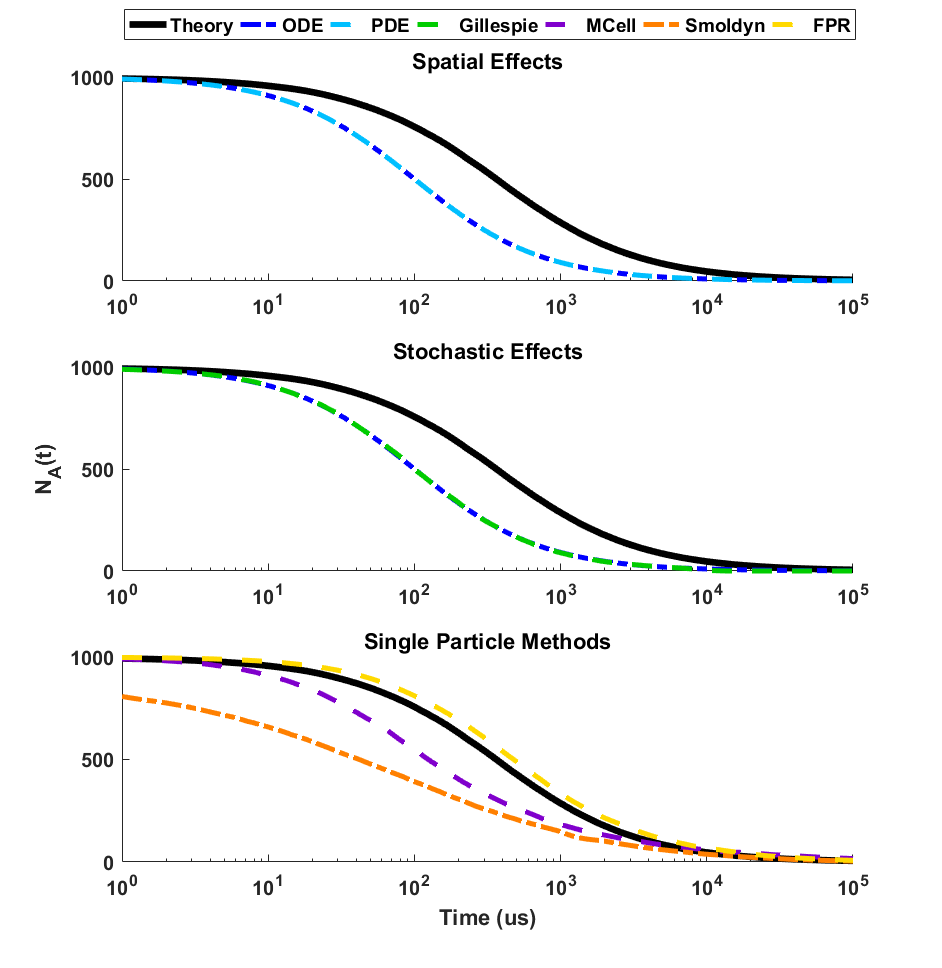 Theory ODE PDE Gillespie MCell Smoldyn FPR
Spatial Effects
1000
500
0
10^0 10^1 10^2 10^3 10^4 10^5
Stochastic Effects
1000
500
0
N_A(t)
10^0 10^1 10^2 10^3 10^4 10^5
Single Particle Methods
1000
500
0
10^0 10^1 10^2 10^3 10^4 10^5
Time (us)